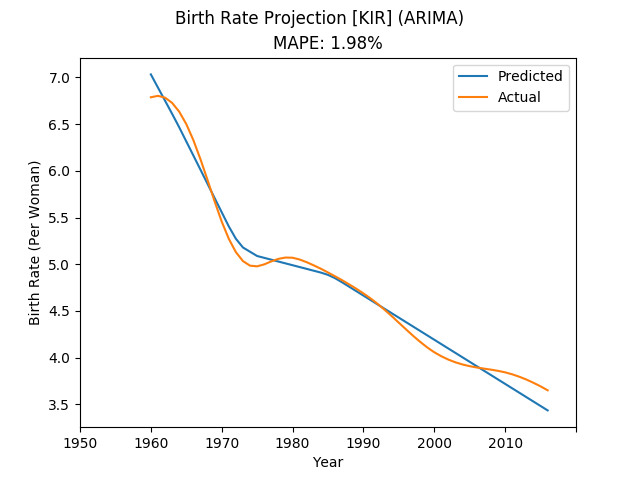 Birth Rate Projection [KIR] (ARIMA)
MAPE: 1.98%
Predicted
Actual
7.0
6.5
6.0
5.5
5.0
4.5
4.0
3.5
Birth Rate (Per Woman)
1950 1960 1970 1980 1990 2000 2010
Year